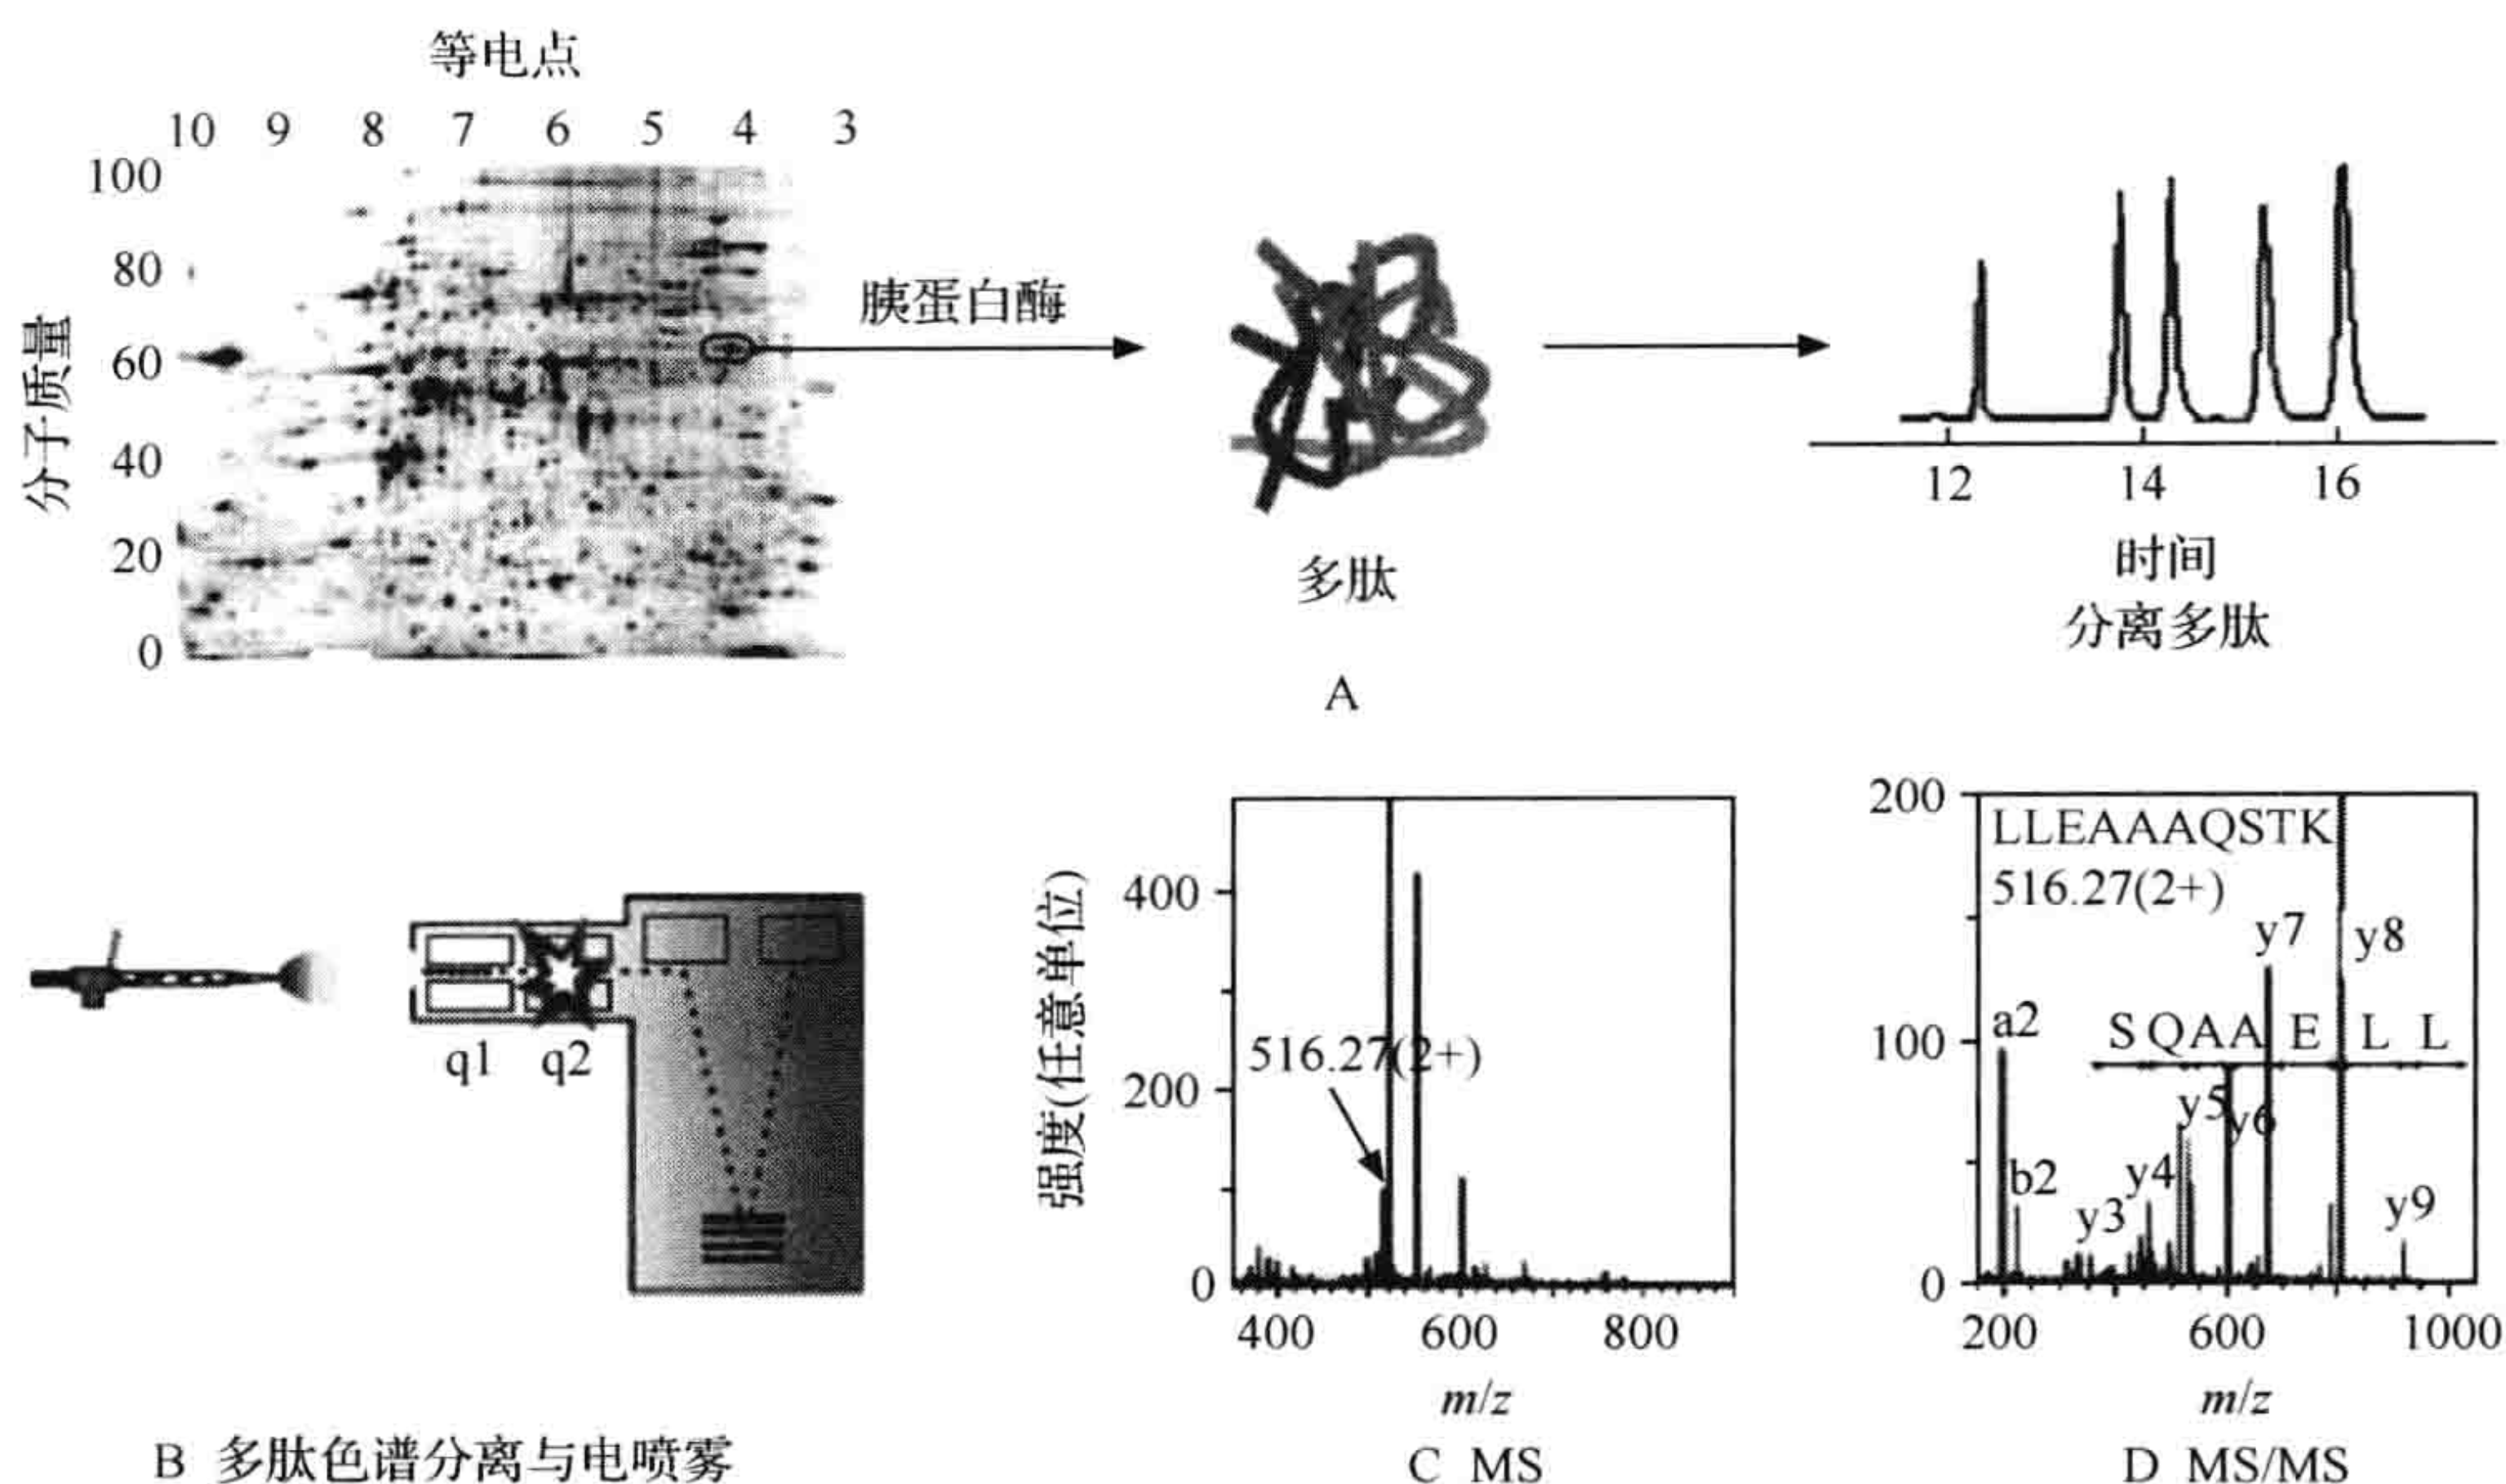 等电点
10 9 8 7 6 5 4 3
分子质量
100
80
60
40
20
0
胰蛋白酶
多肽
12 14 16
时间
分离多肽
A
q1 q2
B 多肽色谱分离与电喷雾
强度(任意单位)
400
200
0
516.27(2+)
400 600 800
m/z
C MS
200
100
0
LLEAAAQSTK
516.27(2+)
y7 y8
a2
S Q A A E L L
y5 y6
y4
b2
y3
y9
200 600 1000
m/z
D MS/MS